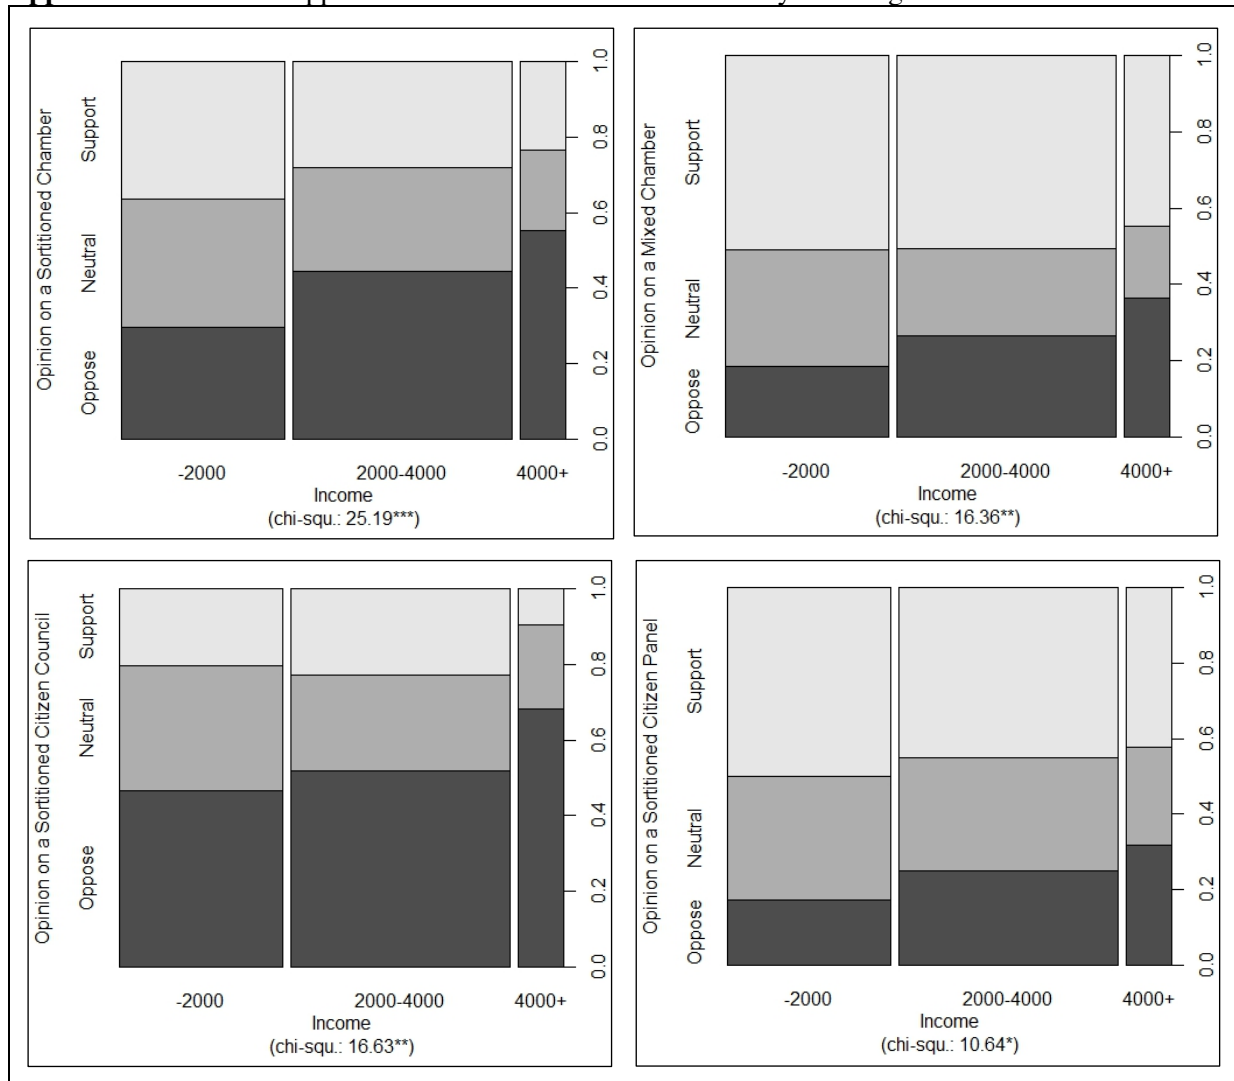 Opinion on a Sortitioned Chamber
Support
Neutral
Oppose
1.0
0.8
0.6
0.4
0.2
0.0
-2000 2000-4000 4000+
Income
(chi-squ.: 25.19***)
Opinion on a Mixed Chamber
Support
Neutral
Oppose
1.0
0.8
0.6
0.4
0.2
0.0
-2000 2000-4000 4000+
Income
(chi-squ.: 16.36**)
Opinion on a Sortitioned Citizen Council
Support
Neutral
Oppose
1.0
0.8
0.6
0.4
0.2
0.0
-2000 2000-4000 4000+
Income
(chi-squ.: 16.63**)
Opinion on a Sortitioned Citizen Panel
Support
Neutral
Oppose
1.0
0.8
0.6
0.4
0.2
0.0
-2000 2000-4000 4000+
Income
(chi-squ.: 10.64*)